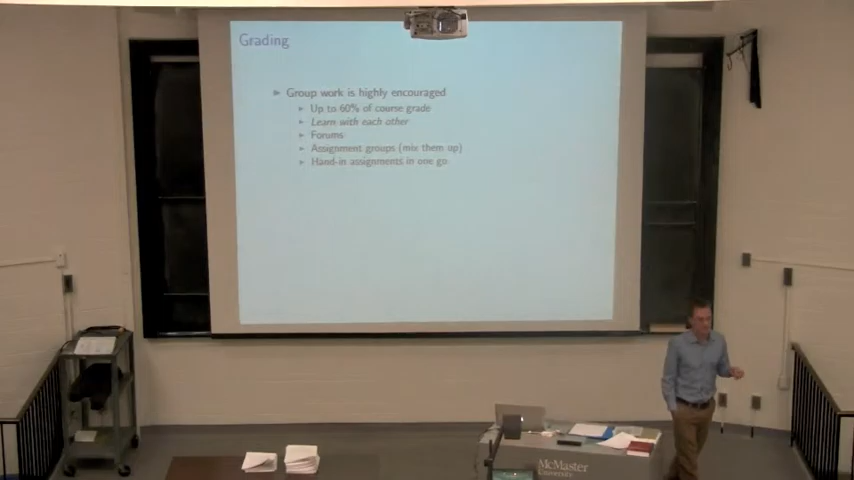 Grading
Group work is highly encouraged
Up to 60% of course grade
Learn with each other
Forums
Assignment groups (mix them up)
Hand-in assignments in one go
McMaster
University